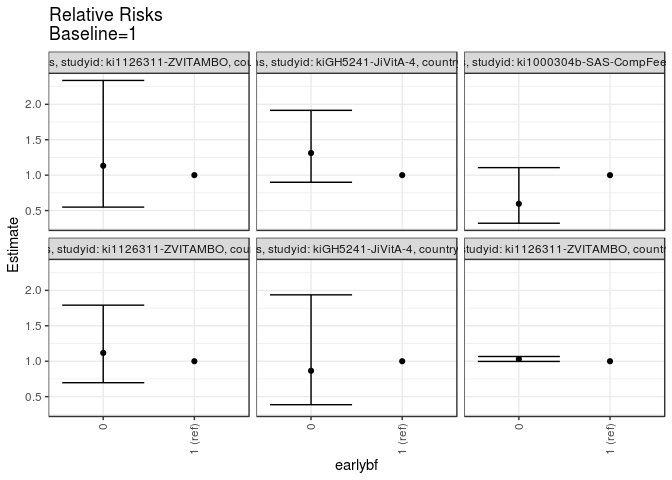 Relative Risks
Baseline=1
s, studyid: ki1126311-ZVITAMBO, cou
s, studyid: kiGH5241-JiVitA-4, country
s, studyid: ki1000304b-SAS-CompFee
2.0
1.5
1.0
0.5
s, studyid: ki1126311-ZVITAMBO, cou
s, studyid: kiGH5241-JiVitA-4, country
studyid: ki1126311-ZVITAMBO, countr
2.0
1.5
1.0
0.5
Estimate
0
1 (ref)
0
1 (ref)
0
1 (ref)
earlybf